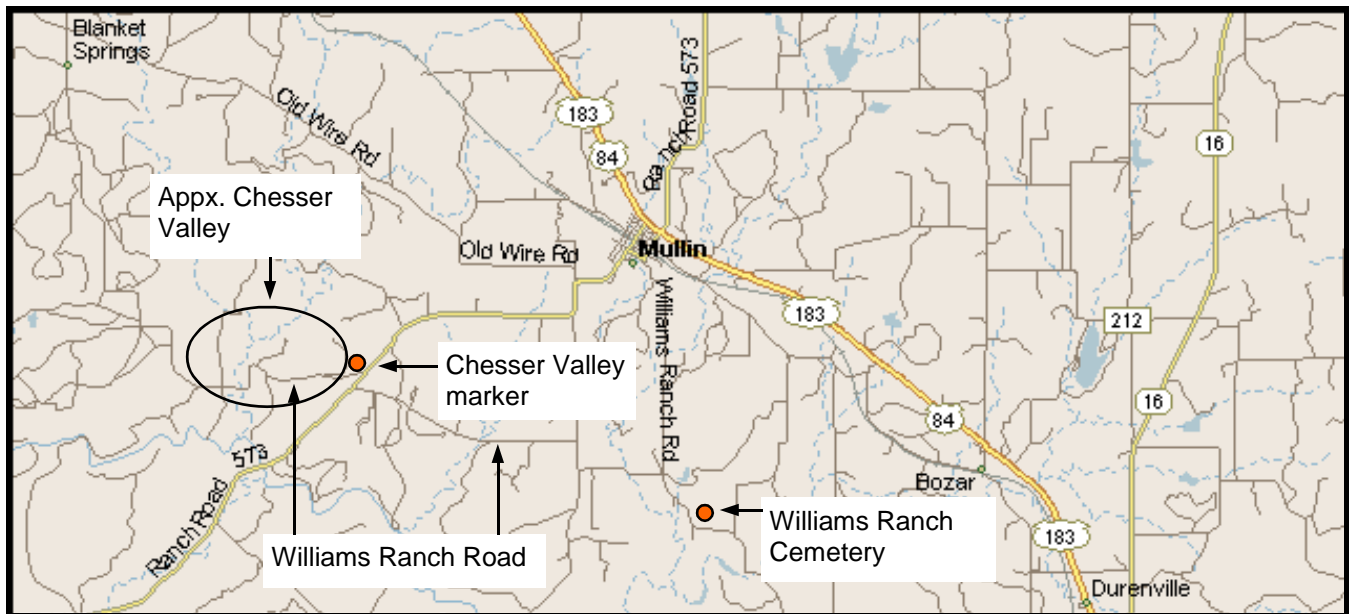 Blanket
Springs
Old Wire Rd
183
84
Ranch Road 573
16
Appx. Chesser
Valley
Old Wire Rd
Mullin
Williams Ranch Rd
183
212
Chesser Valley
marker
16
84
573
Ranch Road
Bozar
Williams Ranch Road
Williams Ranch
Cemetery
183
Durenville